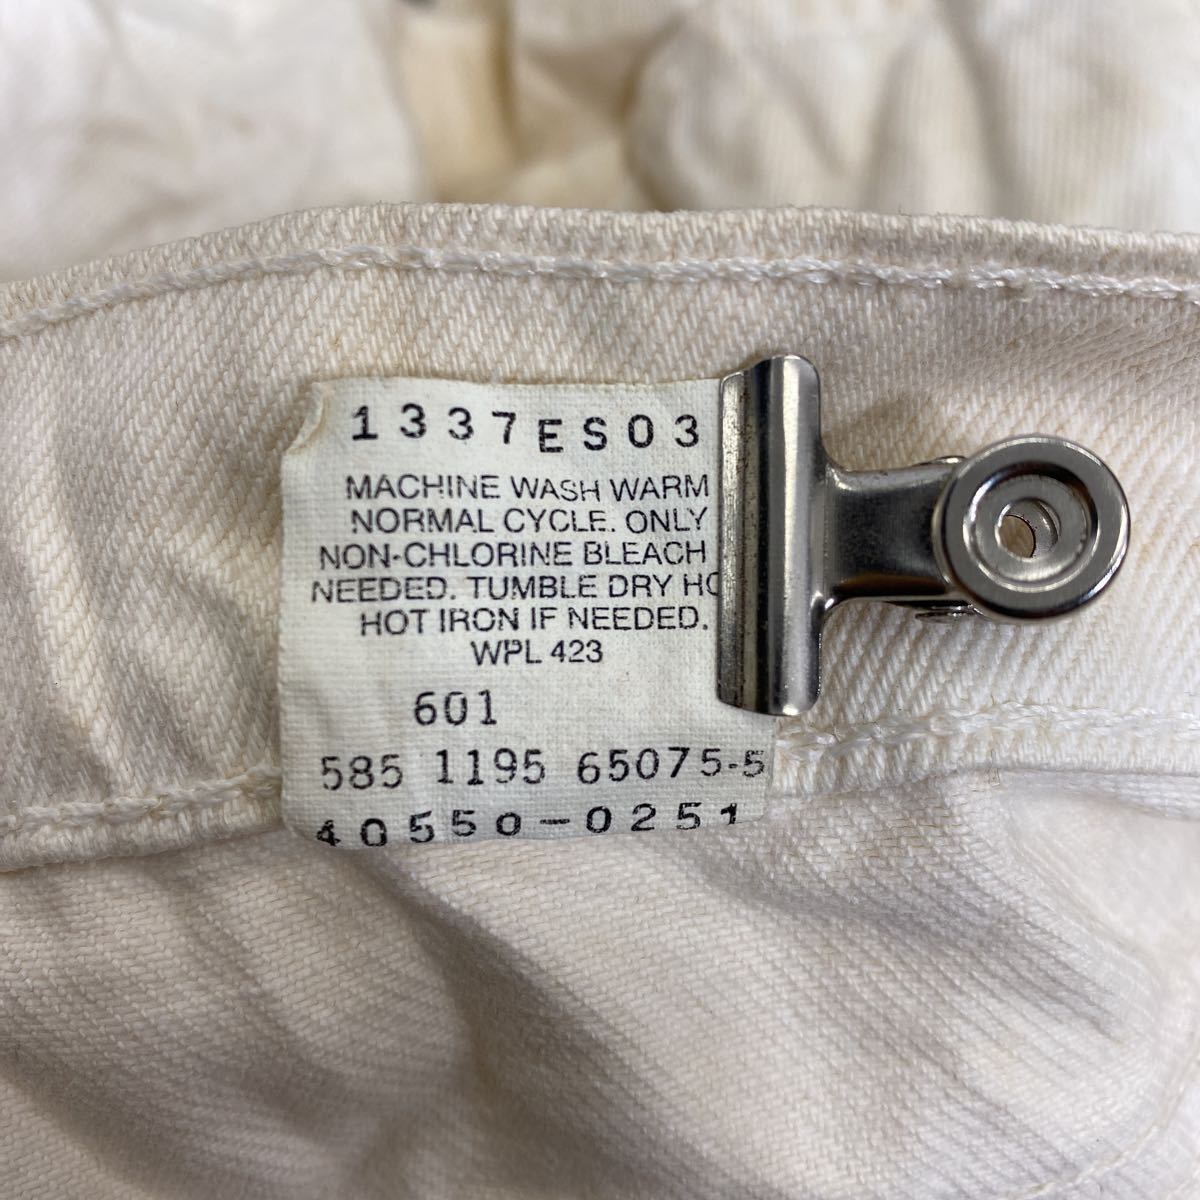 1337ES03
MACHINE WASH WARM
NORMAL CYCLE. ONLY
NON-CHLORINE BLEACH
NEEDED. TUMBLE DRY
HOT IRON IF NEEDED.
WPL 423
601
585 1195 65075-5
40550-0251